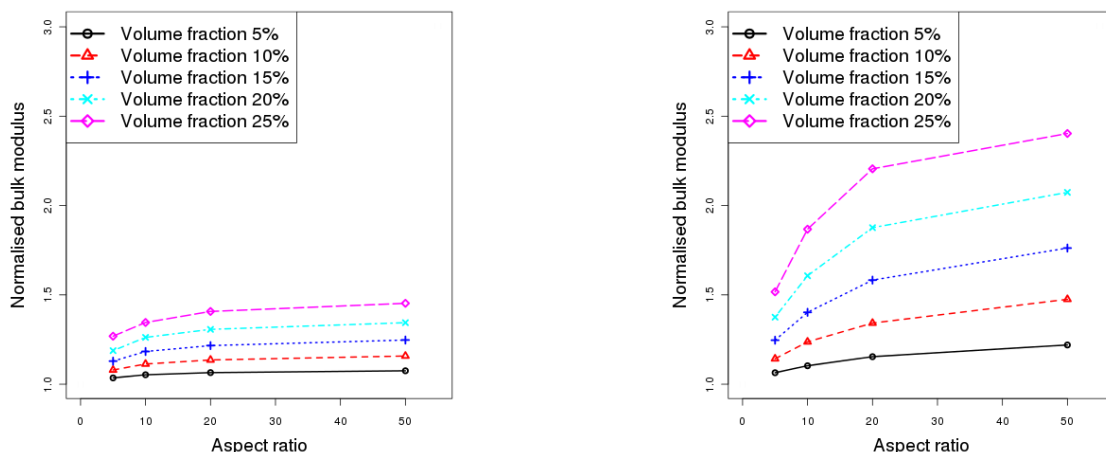 Volume fraction 5%
Volume fraction 10%
Volume fraction 15%
Volume fraction 20%
Volume fraction 25%
Normalised bulk modulus
3.0
2.5
2.0
1.5
1.0
0 10 20 30 40 50
Aspect ratio
Volume fraction 5%
Volume fraction 10%
Volume fraction 15%
Volume fraction 20%
Volume fraction 25%
Normalised bulk modulus
3.0
2.5
2.0
1.5
1.0
0 10 20 30 40 50
Aspect ratio